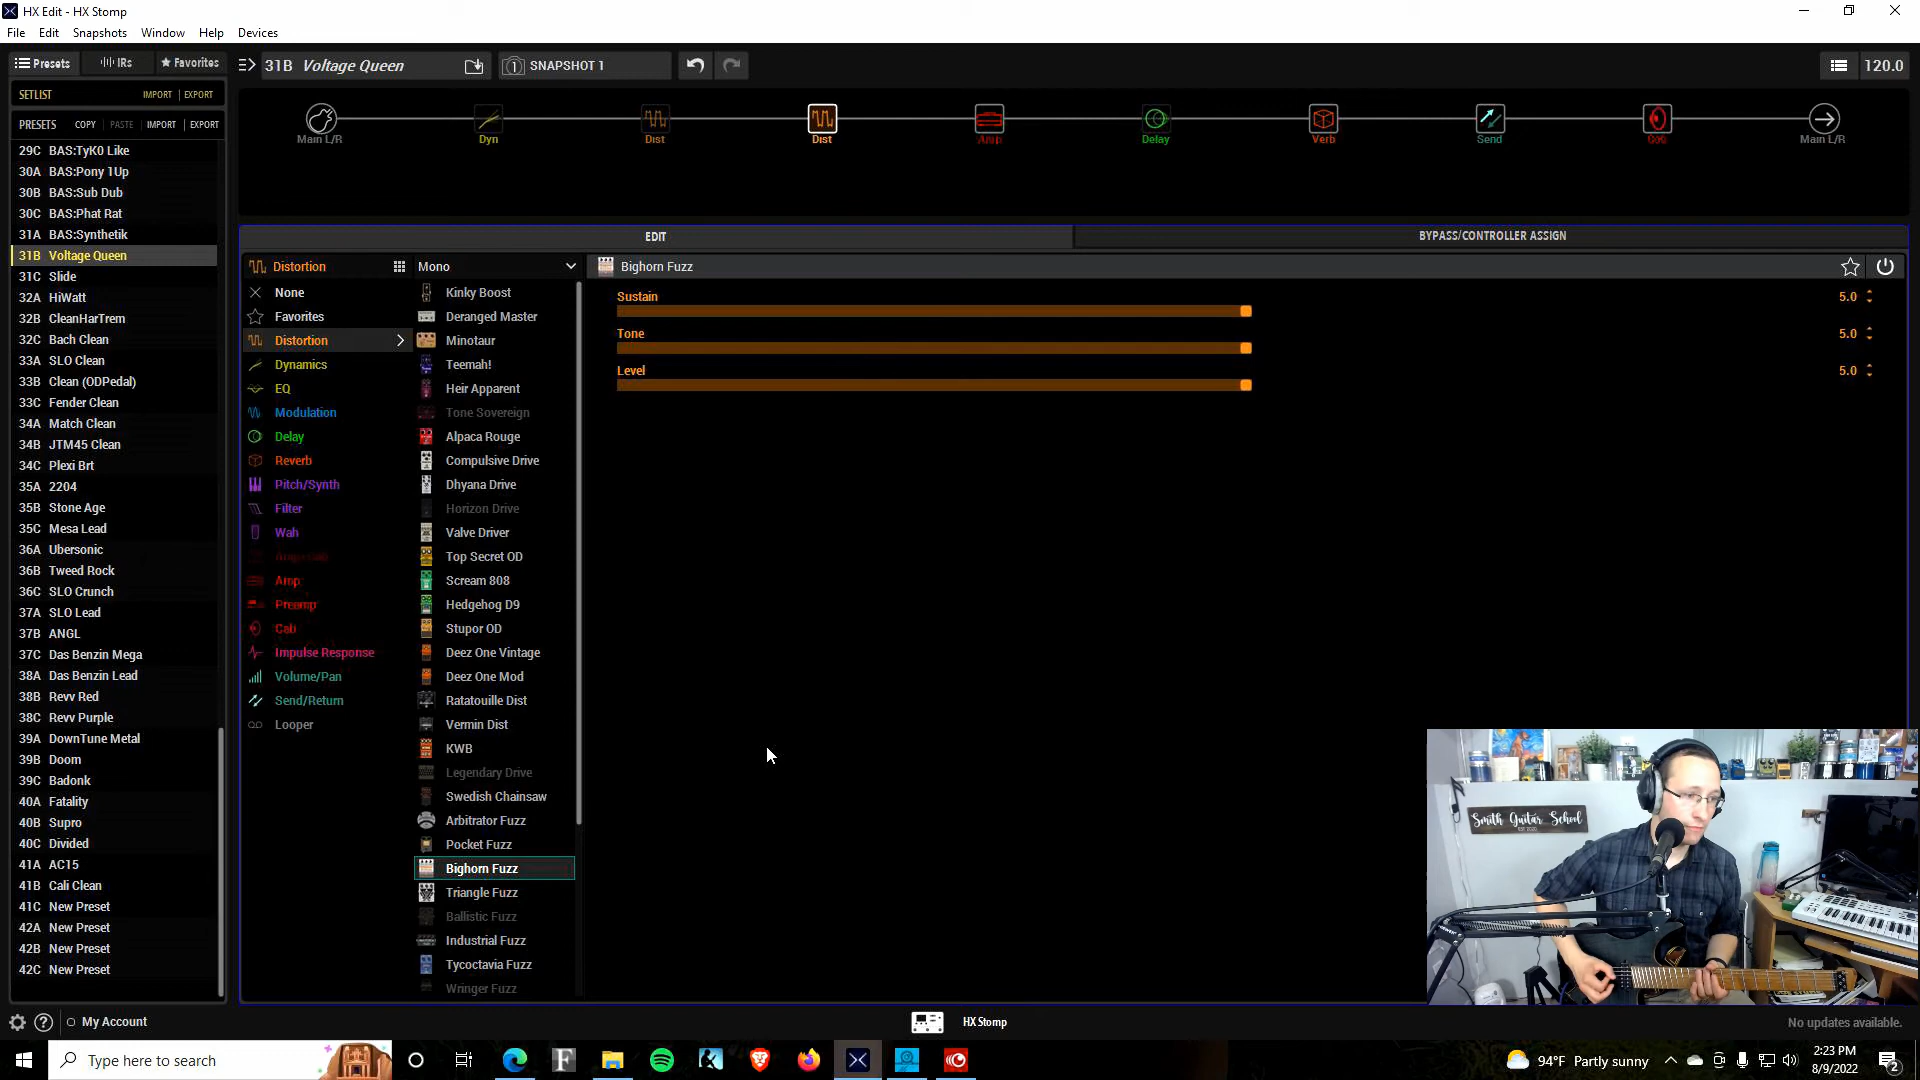 HX Edit - HX Stomp
File Edit Snapshots Window Help Devices
Presets IRs Favorites
31B Voltage Queen
1 SNAPSHOT 1
120.0
SETLIST IMPORT | EXPORT
PRESETS COPY PASTE IMPORT EXPORT
Main L/R Dyn Dist Dist Amp Delay Verb Send Cab Main L/R
29C BAS:TyK0 Like
30A BAS:Pony 1Up
30B BAS:Sub Dub
30C BAS:Phat Rat
31A BAS:Synthetik
31B Voltage Queen
31C Slide
32A HiWatt
32B CleanHarTrem
32C Bach Clean
33A SLO Clean
33B Clean (ODPedal)
33C Fender Clean
34A Match Clean
34B JTM45 Clean
34C Plexi Brt
35A 2204
35B Stone Age
35C Mesa Lead
36A Ubersonic
36B Tweed Rock
36C SLO Crunch
37A SLO Lead
37B ANGL
37C Das Benzin Mega
38A Das Benzin Lead
38B Revv Red
38C Revv Purple
39A DownTune Metal
39B Doom
39C Badonk
40A Fatality
40B Supro
40C Divided
41A AC15
41B Cali Clean
41C New Preset
42A New Preset
42B New Preset
42C New Preset
EDIT
BYPASS/CONTROLLER ASSIGN
Distortion
None
Favorites
Distortion
Dynamics
EQ
Modulation
Delay
Reverb
Pitch/Synth
Filter
Wah
Amp+Cab
Amp
Preamp
Cab
Impulse Response
Volume/Pan
Send/Return
Looper
Mono
Kinky Boost
Deranged Master
Minotaur
Teemah!
Heir Apparent
Tone Sovereign
Alpaca Rouge
Compulsive Drive
Dhyana Drive
Horizon Drive
Valve Driver
Top Secret OD
Scream 808
Hedgehog D9
Stupor OD
Deez One Vintage
Deez One Mod
Ratatouille Dist
Vermin Dist
KWB
Legendary Drive
Swedish Chainsaw
Arbitrator Fuzz
Pocket Fuzz
Bighorn Fuzz
Triangle Fuzz
Ballistic Fuzz
Industrial Fuzz
Tycoctavia Fuzz
Wringer Fuzz
Bighorn Fuzz
Sustain 5.0
Tone 5.0
Level 5.0
Smith Guitar School
My Account
HX Stomp
No updates available.
Type here to search
94°F Partly sunny
2:23 PM
8/9/2022
2